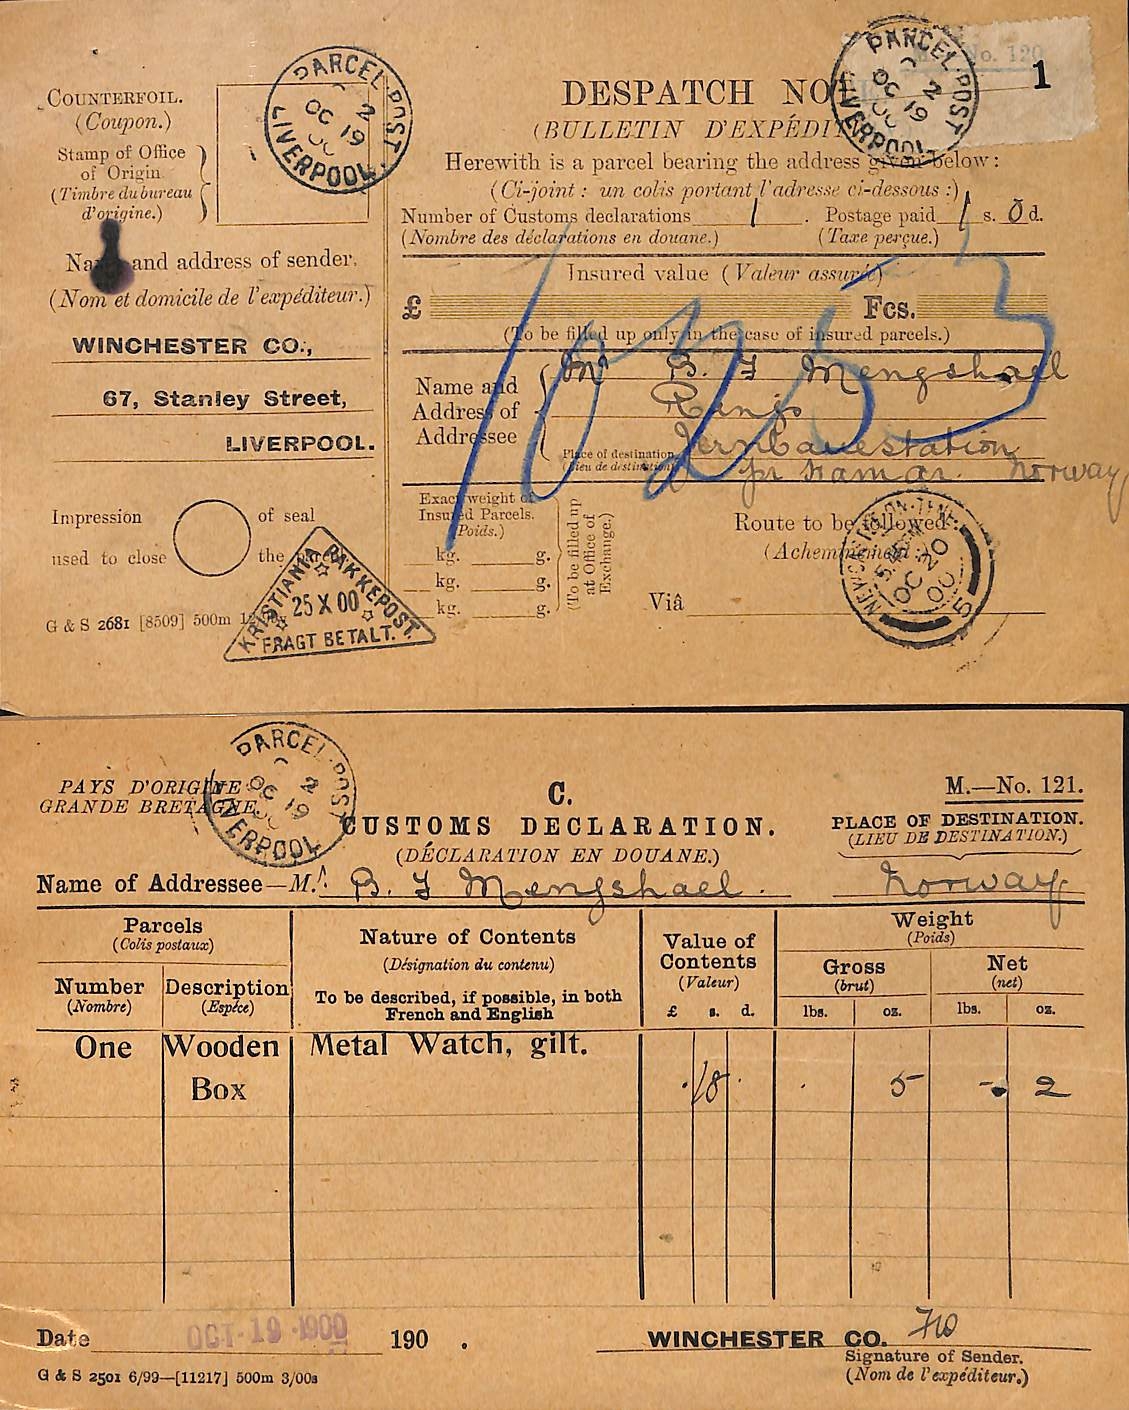 COUNTERFOIL.
(Coupon.)
Stamp of Office
of Origin
(Timbre du bureau
d'origine.)
PARCEL POST
2
OC 19
00
LIVERPOOL
DESPATCH NOT
(BULLETIN D'EXPÉDIT
PARCEL POST
2
OC 19
00
LIVERPOOL
No. 120
1
Herewith is a parcel bearing the address given below:
(Ci-joint : un colis portant l'adresse ci-dessous :)
Number of Customs declarations 1. Postage paid 1 s. 0 d.
(Nombre des déclarations en douane.) (Taxe perçue.)
Name and address of sender.
(Nom et domicile de l'expéditeur.)
WINCHESTER CO.,
67, Stanley Street,
LIVERPOOL.
Insured value (Valeur assurée)
£ Fcs.
(To be filled up only in the case of insured parcels.)
1023
Name and
Address of
Addressee
Mr B. J Mengshael
Place of destination
(Lieu de destination)
pr Hamar. Norway
Impression of seal
used to close the parcel
G & S 2681 [8509] 500m
KRISTIANIA PAKKEPOST.
25 X 00
FRAGT BETALT.
Exact weight of
Insured Parcels.
(Poids.)
kg. g.
kg. g.
kg. g.
(To be filled up
at Office of
Exchange.)
Route to be followed
(Acheminement
Viâ
NEWCASTLE-ON-TYNE
OC 20
00
5
PAYS D'ORIGINE
GRANDE BRETAGNE
PARCEL POST
2
OC 19
00
LIVERPOOL
C.
CUSTOMS DECLARATION.
(DÉCLARATION EN DOUANE.)
M.—No. 121.
PLACE OF DESTINATION.
(LIEU DE DESTINATION.)
Name of Addressee—M.r B. J Mengshael. Norway
Parcels
(Colis postaux)
Number
(Nombre)
Description
(Espèce)
Nature of Contents
(Désignation du contenu)
To be described, if possible, in both
French and English
Value of
Contents
(Valeur)
£ s. d.
Weight
(Poids)
Gross
(brut)
Net
(net)
lbs. oz. lbs. oz.
One Wooden Metal Watch, gilt.
Box 18 5 - 2
Date OCT 19 1900 190 .
WINCHESTER CO.
Signature of Sender.
(Nom de l'expéditeur.)
G & S 2501 6/99—[11217] 500m 3/00s